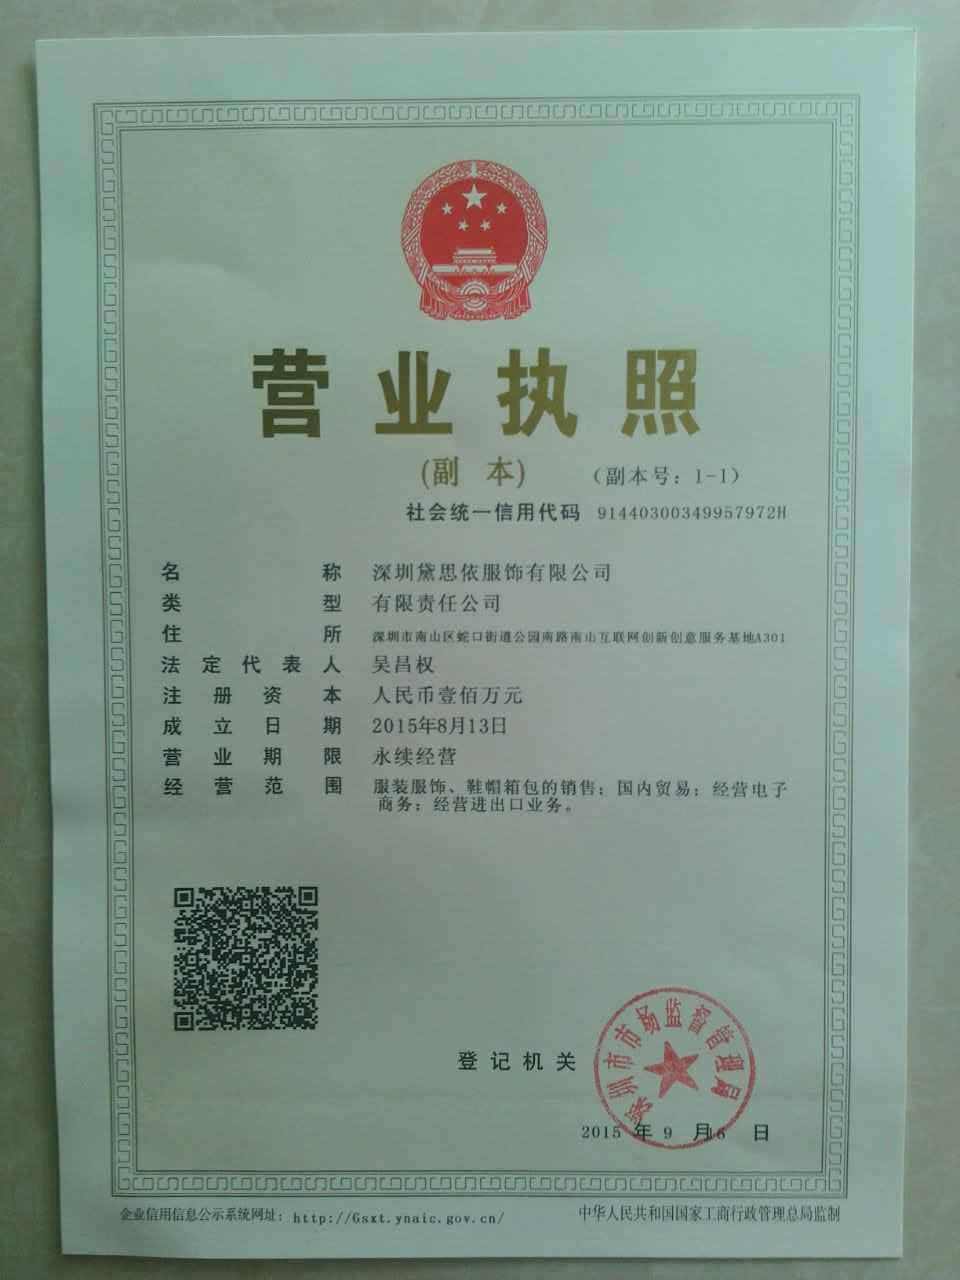 营业执照
(副 本) （副本号：1-1）
社会统一信用代码 91440300349957972H
名称 深圳黛思依服饰有限公司
类型 有限责任公司
住所 深圳市南山区蛇口街道公园南路南山互联网创新创意服务基地A301
法定代表人 吴昌权
注册资本 人民币壹佰万元
成立日期 2015年8月13日
营业期限 永续经营
经营范围 服装服饰、鞋帽箱包的销售；国内贸易；经营电子
商务；经营进出口业务。
深圳市市场监督管理局
登记机关
2015 年 9 月16 日
企业信用信息公示系统网址：http://Gsxt.ynaic.gov.cn/ 中华人民共和国国家工商行政管理总局监制